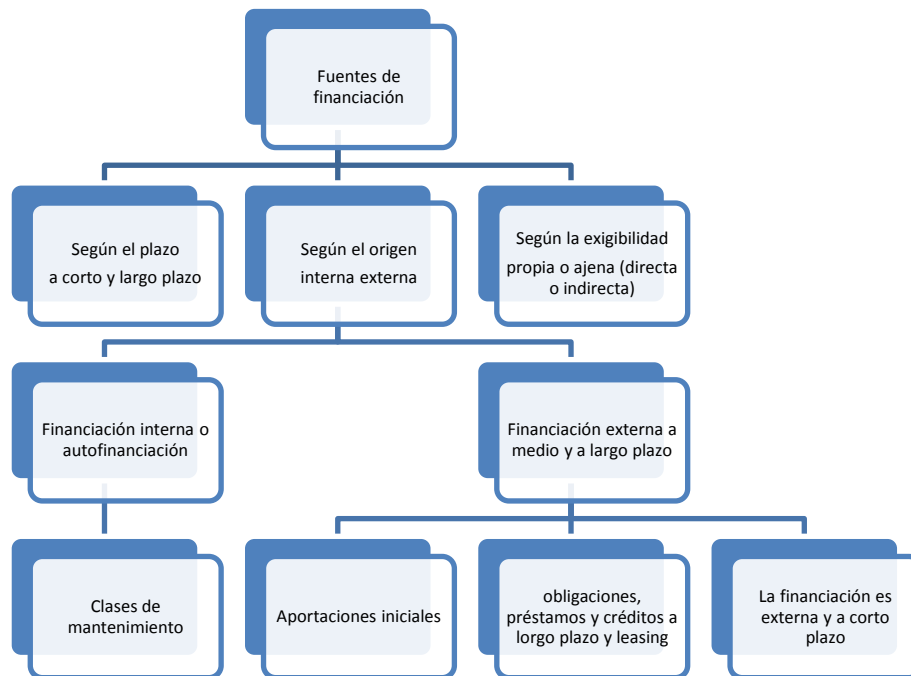 Fuentes de
financiación
Según el plazo
a corto y largo plazo
Según el origen
interna externa
Según la exigibilidad
propia o ajena (directa
o indirecta)
Financiación interna o
autofinanciación
Financiación externa a
medio y a largo plazo
Clases de
mantenimiento
Aportaciones iniciales
obligaciones,
préstamos y créditos a
lorgo plazo y leasing
La financiación es
externa y a corto
plazo